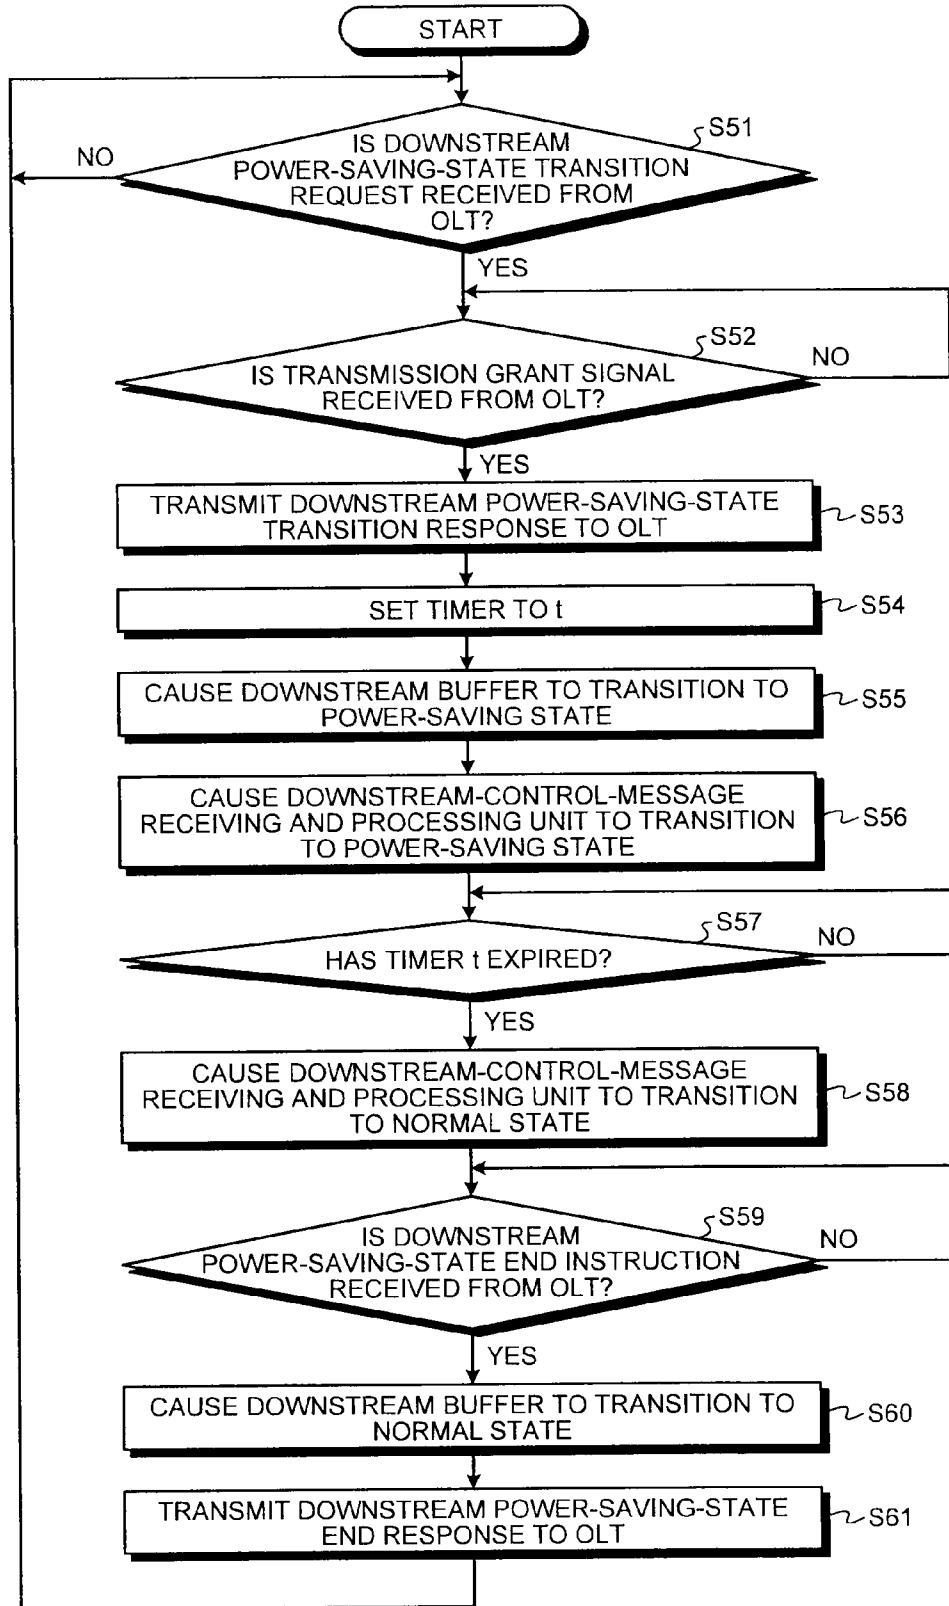 START
S51
IS DOWNSTREAM
POWER-SAVING-STATE TRANSITION
REQUEST RECEIVED FROM
OLT?
NO
YES
S52
IS TRANSMISSION GRANT SIGNAL
RECEIVED FROM OLT?
NO
YES
TRANSMIT DOWNSTREAM POWER-SAVING-STATE
TRANSITION RESPONSE TO OLT
S53
SET TIMER TO t
S54
CAUSE DOWNSTREAM BUFFER TO TRANSITION TO
POWER-SAVING STATE
S55
CAUSE DOWNSTREAM-CONTROL-MESSAGE
RECEIVING AND PROCESSING UNIT TO TRANSITION
TO POWER-SAVING STATE
S56
S57
HAS TIMER t EXPIRED?
NO
YES
CAUSE DOWNSTREAM-CONTROL-MESSAGE
RECEIVING AND PROCESSING UNIT TO TRANSITION
TO NORMAL STATE
S58
S59
IS DOWNSTREAM
POWER-SAVING-STATE END INSTRUCTION
RECEIVED FROM OLT?
NO
YES
CAUSE DOWNSTREAM BUFFER TO TRANSITION TO
NORMAL STATE
S60
TRANSMIT DOWNSTREAM POWER-SAVING-STATE
END RESPONSE TO OLT
S61